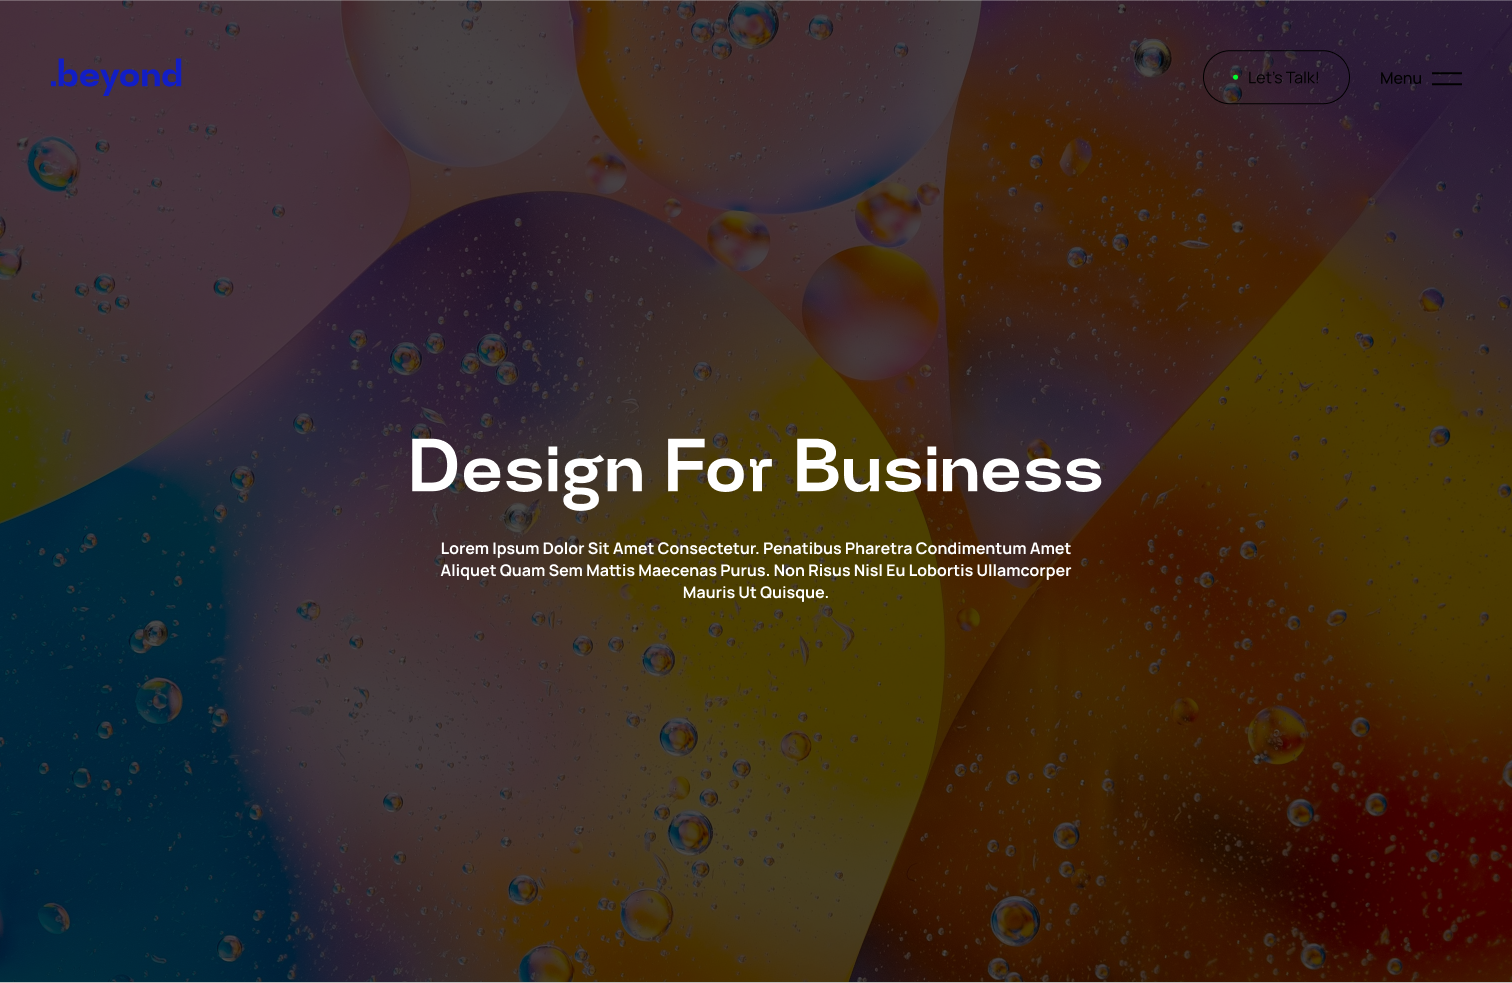 .beyond
Let's Talk!
Menu
Design For Business
Lorem Ipsum Dolor Sit Amet Consectetur. Penatibus Pharetra Condimentum Amet
Aliquet Quam Sem Mattis Maecenas Purus. Non Risus Nisl Eu Lobortis Ullamcorper
Mauris Ut Quisque.